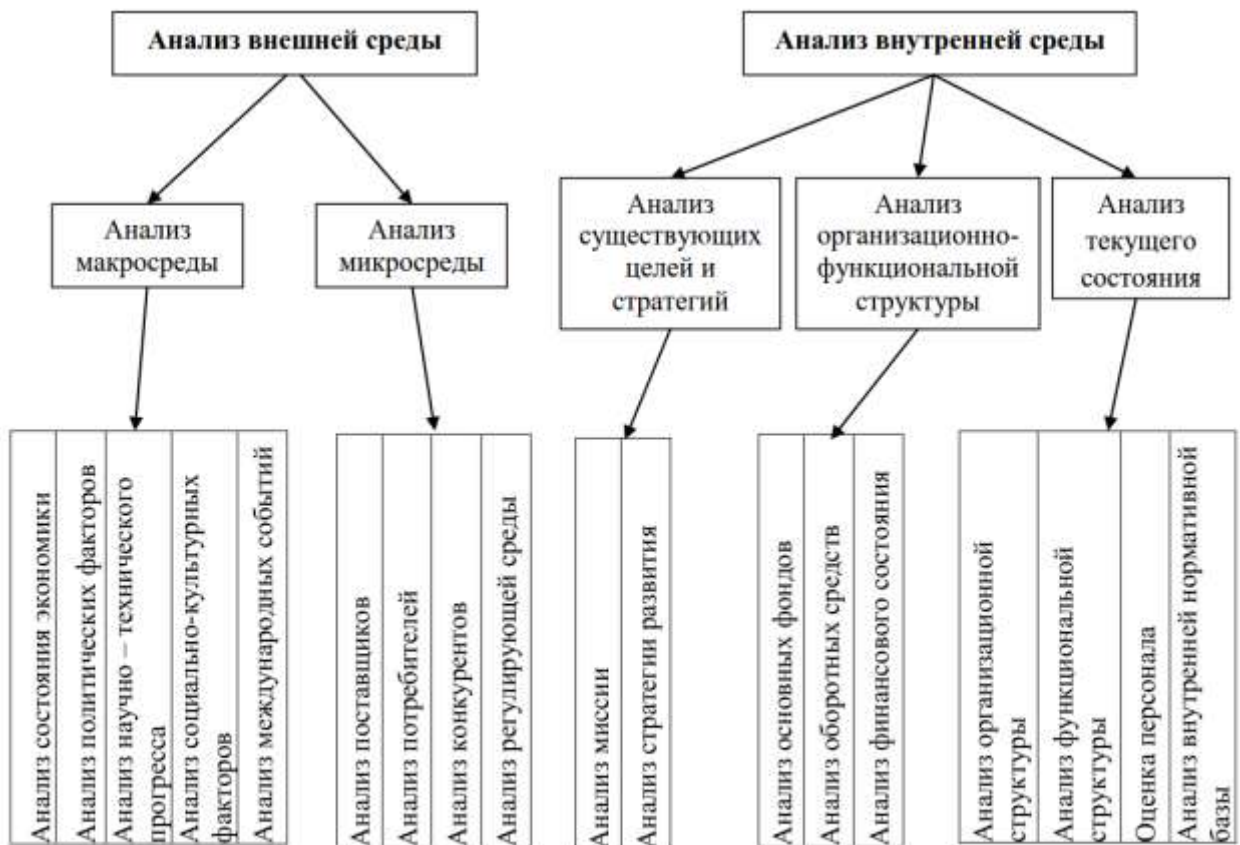 Анализ внешней среды
Анализ внутренней среды
Анализ
макросреды
Анализ
микросреды
Анализ
существующих
целей и
стратегий
Анализ
организационно-
функциональной
структуры
Анализ
текущего
состояния
Анализ состояния экономики
Анализ политических факторов
Анализ научно – технического
прогресса
Анализ социально-культурных
факторов
Анализ международных событий
Анализ поставщиков
Анализ потребителей
Анализ конкурентов
Анализ регулирующей среды
Анализ миссии
Анализ стратегии развития
Анализ основных фондов
Анализ оборотных средств
Анализ финансового состояния
Анализ организационной
структуры
Анализ функциональной
структуры
Оценка персонала
Анализ внутренней нормативной
базы